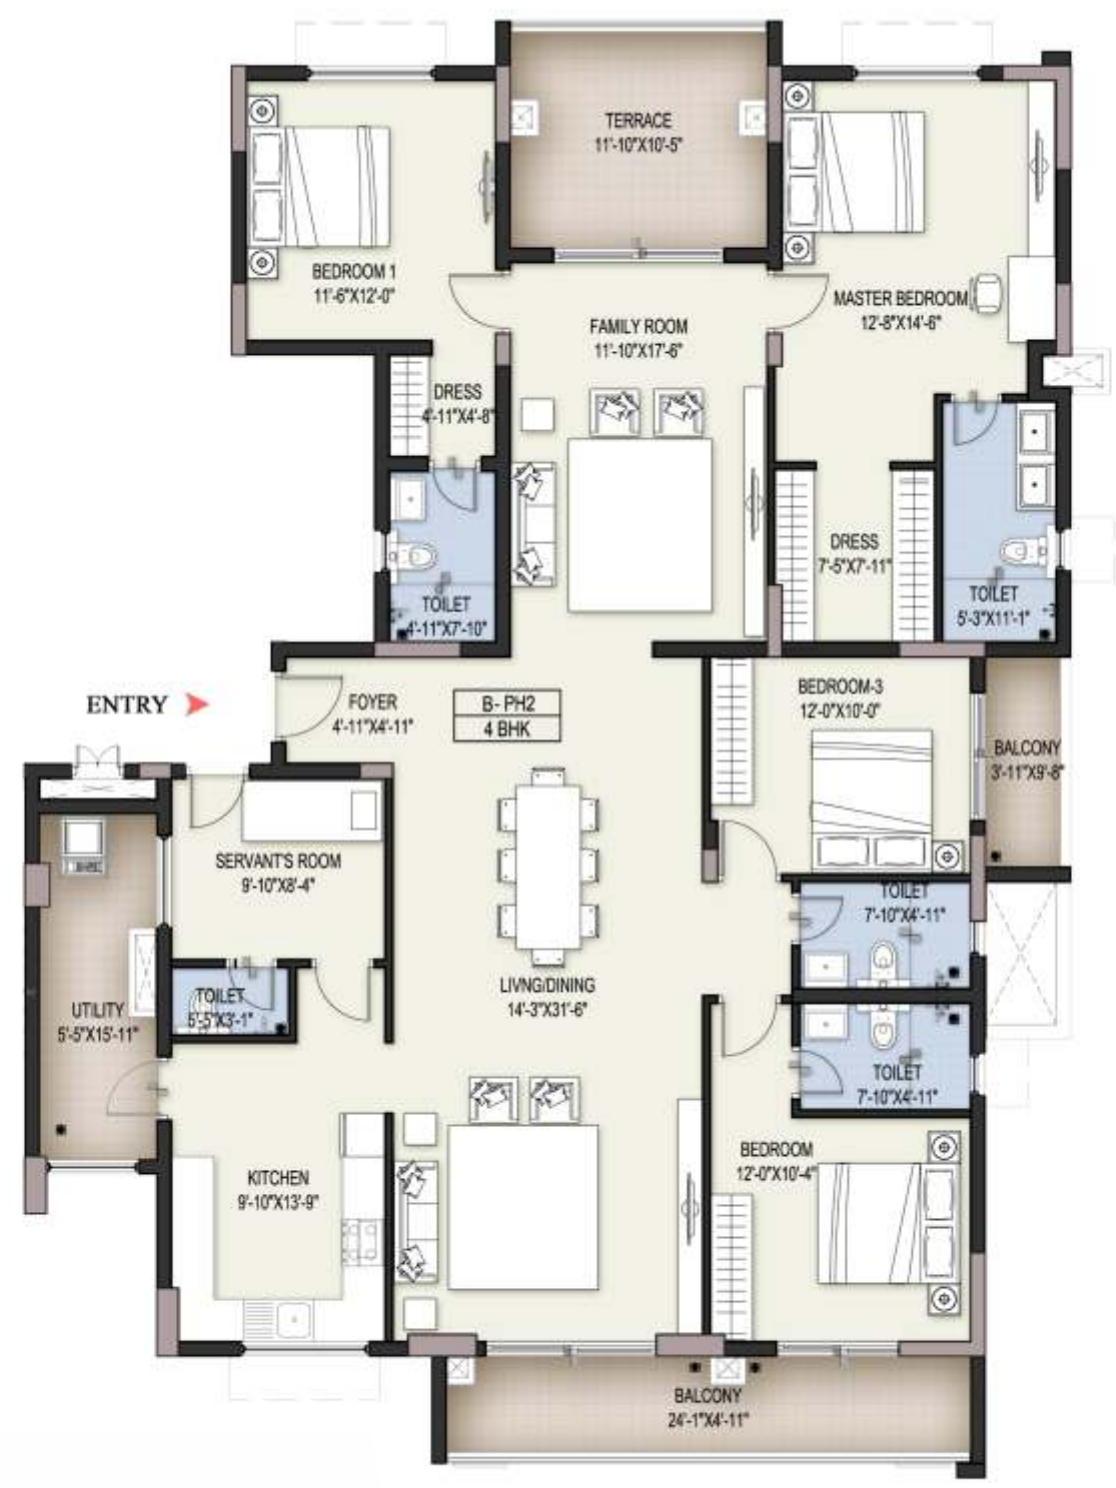 TERRACE
11'-10"X10'-5"
BEDROOM 1
11'-6"X12'-0"
MASTER BEDROOM
12'-8"X14'-6"
FAMILY ROOM
11'-10"X17'-6"
DRESS
4'-11"X4'-8"
DRESS
7'-5"X7'-11"
TOILET
4'-11"X7'-10"
TOILET
5'-3"X11'-1"
ENTRY
FOYER
4'-11"X4'-11"
B- PH2
4 BHK
BEDROOM-3
12'-0"X10'-0"
BALCONY
3'-11"X9'-8"
SERVANT'S ROOM
9'-10"X8'-4"
TOILET
7'-10"X4'-11"
LIVNG/DINING
14'-3"X31'-6"
TOILET
5'-5"X3'-1"
UTILITY
5'-5"X15'-11"
TOILET
7'-10"X4'-11"
BEDROOM
12'-0"X10'-4"
KITCHEN
9'-10"X13'-9"
BALCONY
24'-1"X4'-11"